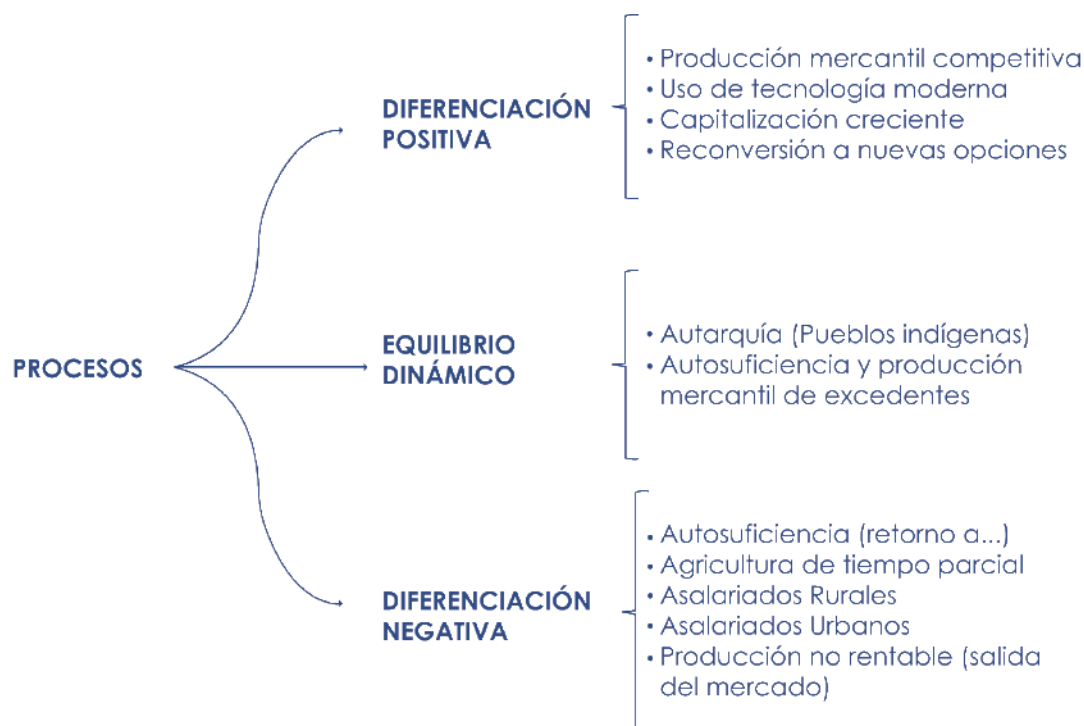 PROCESOS
DIFERENCIACIÓN
POSITIVA
• Producción mercantil competitiva
• Uso de tecnología moderna
• Capitalización creciente
• Reconversión a nuevas opciones
EQUILIBRIO
DINÁMICO
• Autarquía (Pueblos indígenas)
• Autosuficiencia y producción
mercantil de excedentes
DIFERENCIACIÓN
NEGATIVA
• Autosuficiencia (retorno a...)
• Agricultura de tiempo parcial
• Asalariados Rurales
• Asalariados Urbanos
• Producción no rentable (salida
del mercado)